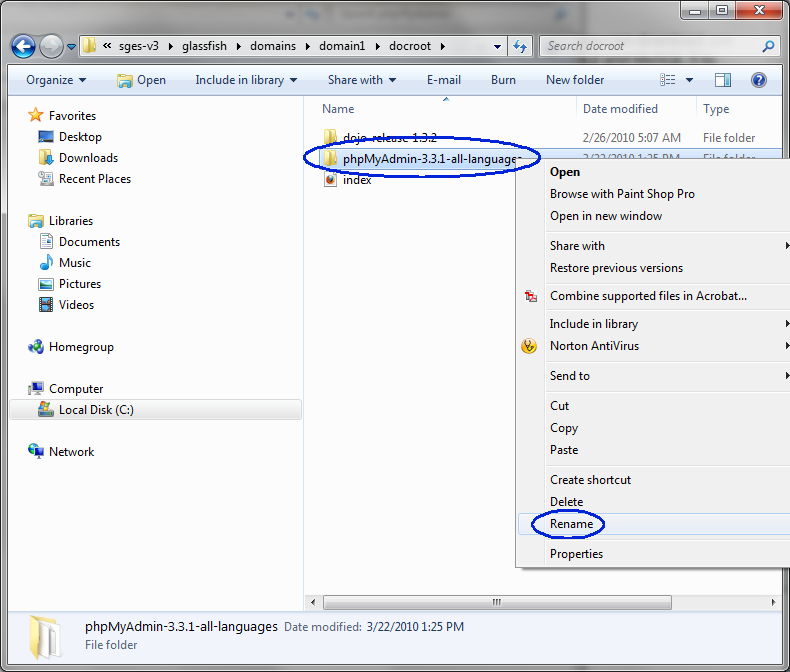 « sges-v3 glassfish domains domain1 docroot Search docroot
Organize Open Include in library Share with E-mail Burn New folder
Favorites
Desktop
Downloads
Recent Places
Libraries
Documents
Music
Pictures
Videos
Homegroup
Computer
Local Disk (C:)
Network
Name Date modified Type
dojo-release-1.3.2 2/26/2010 5:07 AM File folder
phpMyAdmin-3.3.1-all-languages 3/22/2010 1:25 PM File folder
index
Open
Browse with Paint Shop Pro
Open in new window
Share with
Restore previous versions
Combine supported files in Acrobat...
Include in library
Norton AntiVirus
Send to
Cut
Copy
Paste
Create shortcut
Delete
Rename
Properties
phpMyAdmin-3.3.1-all-languages Date modified: 3/22/2010 1:25 PM
File folder